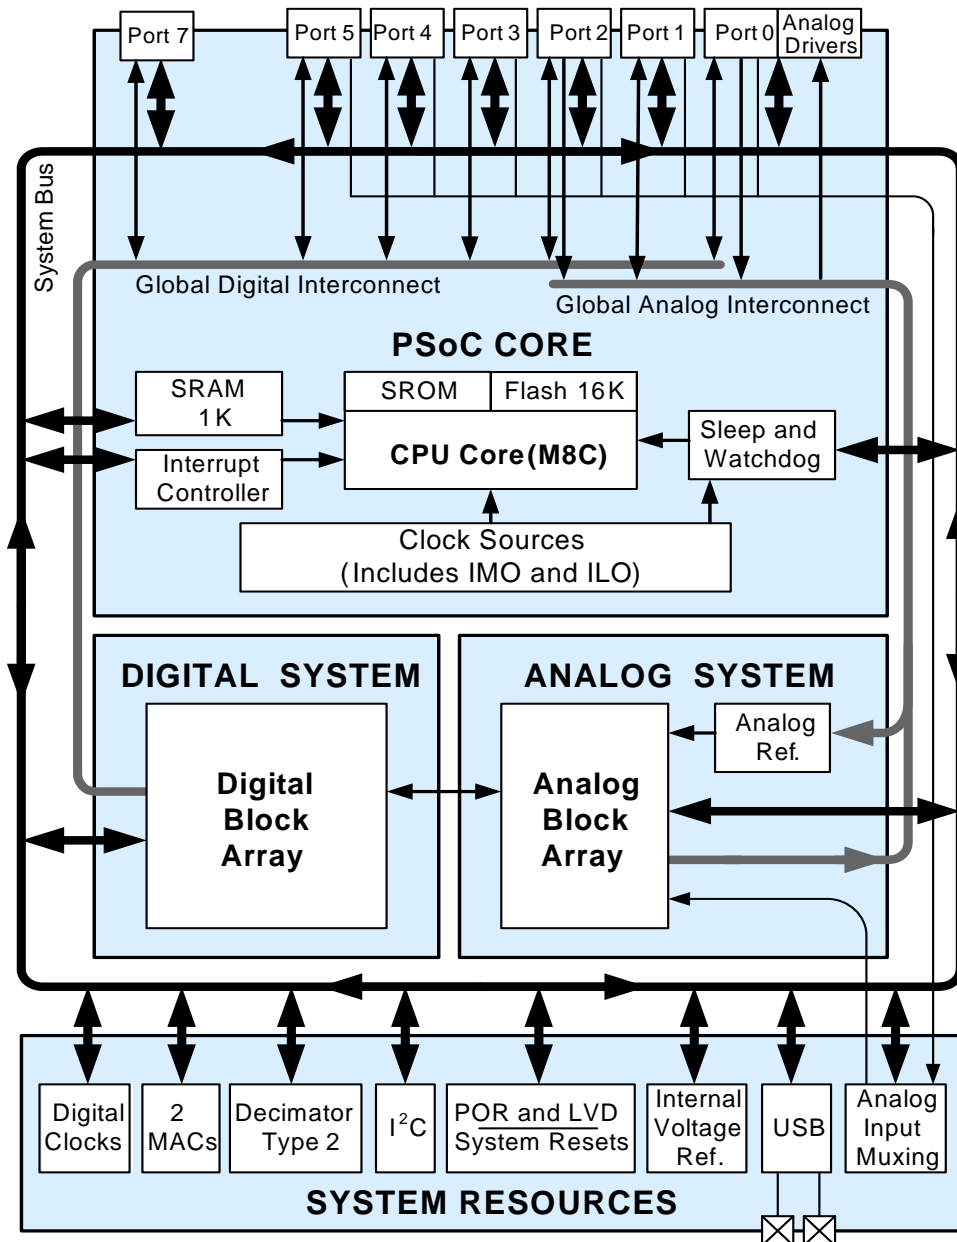 Port 7
Port 5
Port 4
Port 3
Port 2
Port 1
Port 0
Analog
Drivers
System Bus
Global Digital Interconnect
Global Analog Interconnect
PSoC CORE
SRAM
1K
SROM
Flash 16K
CPU Core (M8C)
Sleep and
Watchdog
Interrupt
Controller
Clock Sources
(Includes IMO and ILO)
DIGITAL SYSTEM
ANALOG SYSTEM
Digital
Block
Array
Analog
Block
Array
Analog
Ref.
Digital
Clocks
2
MACs
Decimator
Type 2
I²C
POR and LVD
System Resets
Internal
Voltage
Ref.
USB
Analog
Input
Muxing
SYSTEM RESOURCES